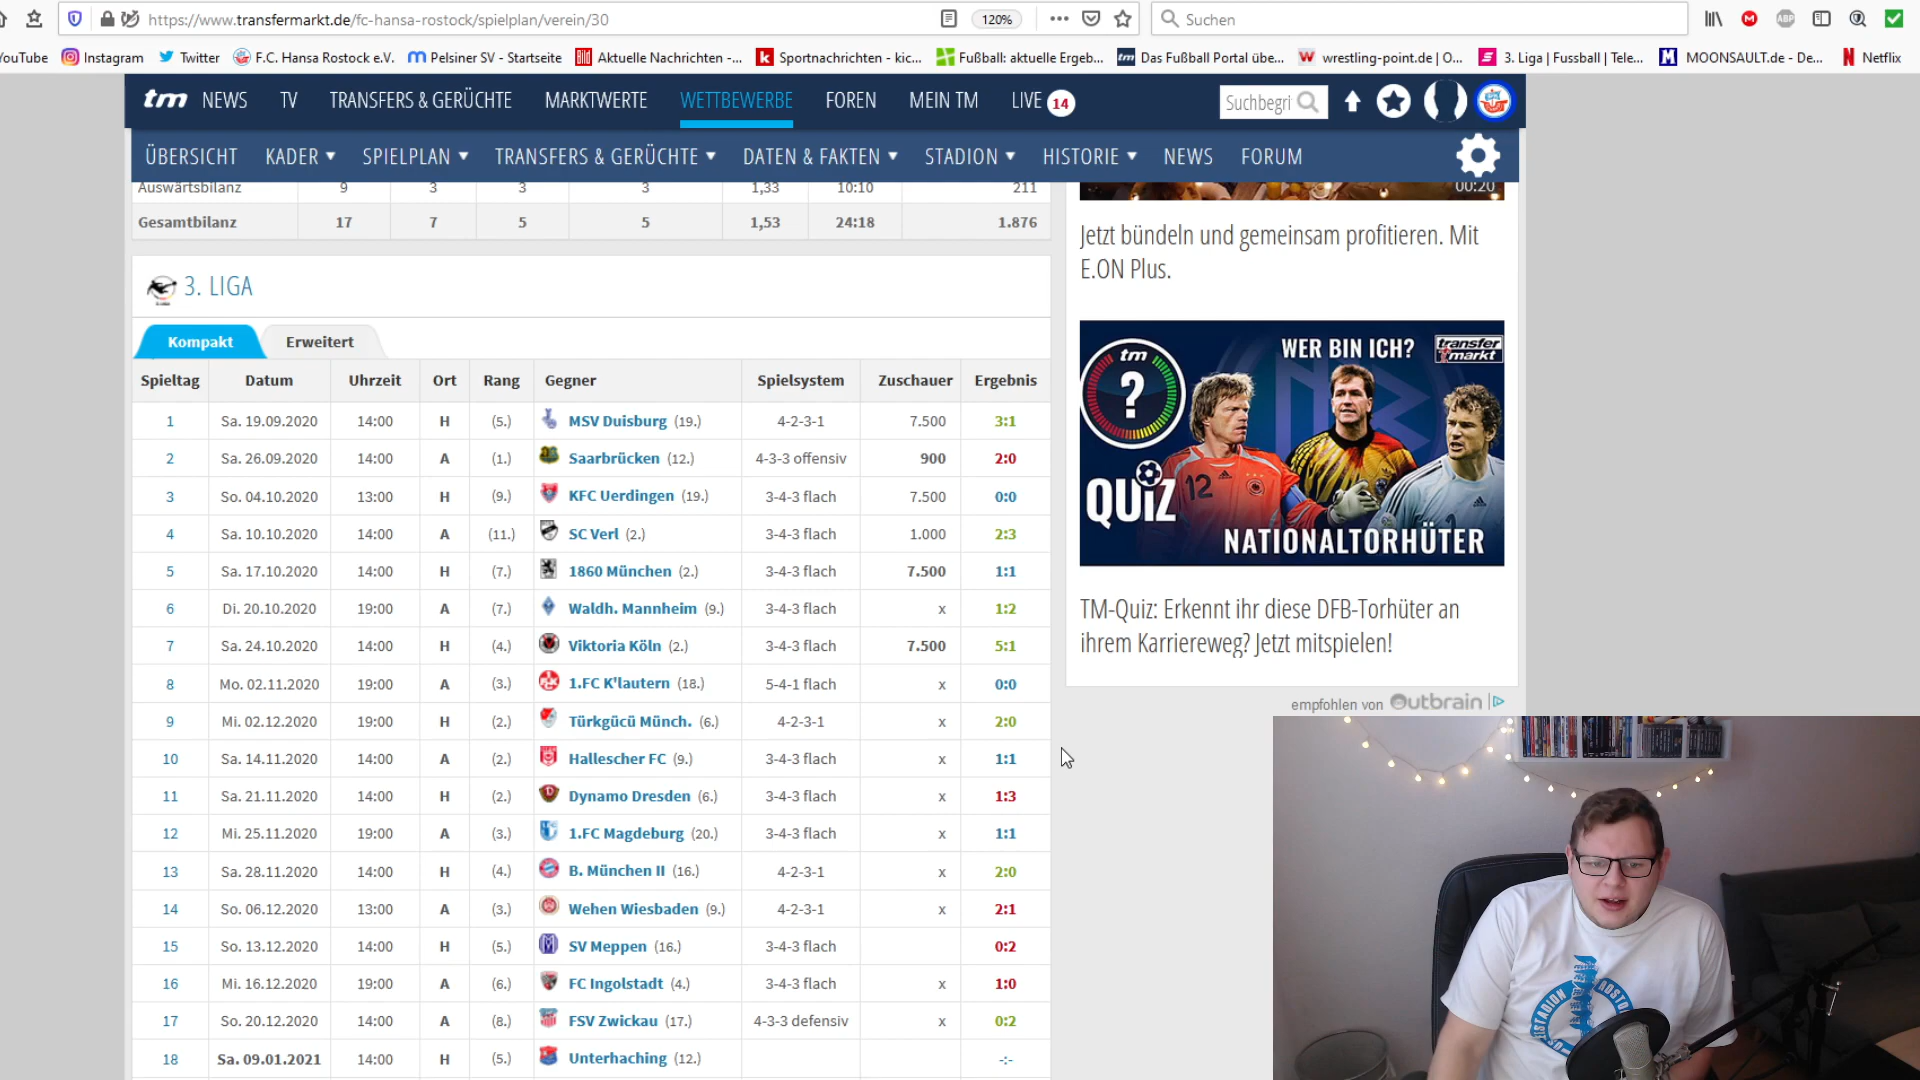 https://www.transfermarkt.de/fc-hansa-rostock/spielplan/verein/30 120% Suchen
YouTube Instagram Twitter F.C. Hansa Rostock e.V. Pelsiner SV - Startseite Aktuelle Nachrichten -... Sportnachrichten - kic... Fußball: aktuelle Ergeb... Das Fußball Portal übe... wrestling-point.de | O... 3. Liga | Fussball | Tele... MOONSAULT.de - De... Netflix
tm NEWS TV TRANSFERS & GERÜCHTE MARKTWERTE WETTBEWERBE FOREN MEIN TM LIVE 14 Suchbegri
ÜBERSICHT KADER SPIELPLAN TRANSFERS & GERÜCHTE DATEN & FAKTEN STADION HISTORIE NEWS FORUM
Auswärtsbilanz 9 3 3 3 1,33 10:10 211
Gesamtbilanz 17 7 5 5 1,53 24:18 1.876
3. LIGA
Kompakt Erweitert
Spieltag Datum Uhrzeit Ort Rang Gegner Spielsystem Zuschauer Ergebnis
1 Sa. 19.09.2020 14:00 H (5.) MSV Duisburg (19.) 4-2-3-1 7.500 3:1
2 Sa. 26.09.2020 14:00 A (1.) Saarbrücken (12.) 4-3-3 offensiv 900 2:0
3 So. 04.10.2020 13:00 H (9.) KFC Uerdingen (19.) 3-4-3 flach 7.500 0:0
4 Sa. 10.10.2020 14:00 A (11.) SC Verl (2.) 3-4-3 flach 1.000 2:3
5 Sa. 17.10.2020 14:00 H (7.) 1860 München (2.) 3-4-3 flach 7.500 1:1
6 Di. 20.10.2020 19:00 A (7.) Waldh. Mannheim (9.) 3-4-3 flach x 1:2
7 Sa. 24.10.2020 14:00 H (4.) Viktoria Köln (2.) 3-4-3 flach 7.500 5:1
8 Mo. 02.11.2020 19:00 A (3.) 1.FC K'lautern (18.) 5-4-1 flach x 0:0
9 Mi. 02.12.2020 19:00 H (2.) Türkgücü Münch. (6.) 4-2-3-1 x 2:0
10 Sa. 14.11.2020 14:00 A (2.) Hallescher FC (9.) 3-4-3 flach x 1:1
11 Sa. 21.11.2020 14:00 H (2.) Dynamo Dresden (6.) 3-4-3 flach x 1:3
12 Mi. 25.11.2020 19:00 A (3.) 1.FC Magdeburg (20.) 3-4-3 flach x 1:1
13 Sa. 28.11.2020 14:00 H (4.) B. München II (16.) 4-2-3-1 x 2:0
14 So. 06.12.2020 13:00 A (3.) Wehen Wiesbaden (9.) 4-2-3-1 x 2:1
15 So. 13.12.2020 14:00 H (5.) SV Meppen (16.) 3-4-3 flach 0:2
16 Mi. 16.12.2020 19:00 A (6.) FC Ingolstadt (4.) 3-4-3 flach x 1:0
17 So. 20.12.2020 14:00 A (8.) FSV Zwickau (17.) 4-3-3 defensiv x 0:2
18 Sa. 09.01.2021 14:00 H (5.) Unterhaching (12.) -:-
00:20
Jetzt bündeln und gemeinsam profitieren. Mit
E.ON Plus.
tm
?
WER BIN ICH?
transfer
markt
12
QUIZ
NATIONALTORHÜTER
TM-Quiz: Erkennt ihr diese DFB-Torhüter an
ihrem Karriereweg? Jetzt mitspielen!
empfohlen von Outbrain